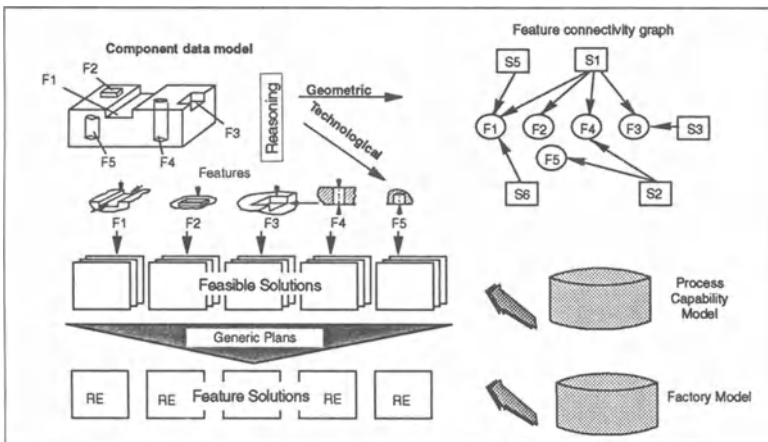 Component data model
F2
F1
F3
F5
F4
Reasoning
Geometric
Technological
Features
F1
F2
F3
F4
F5
Feasible Solutions
Generic Plans
RE
RE
Feature Solutions
RE
RE
Feature connectivity graph
S5
S1
F1
F2
F4
F3
S3
F5
S6
S2
Process
Capability
Model
Factory Model